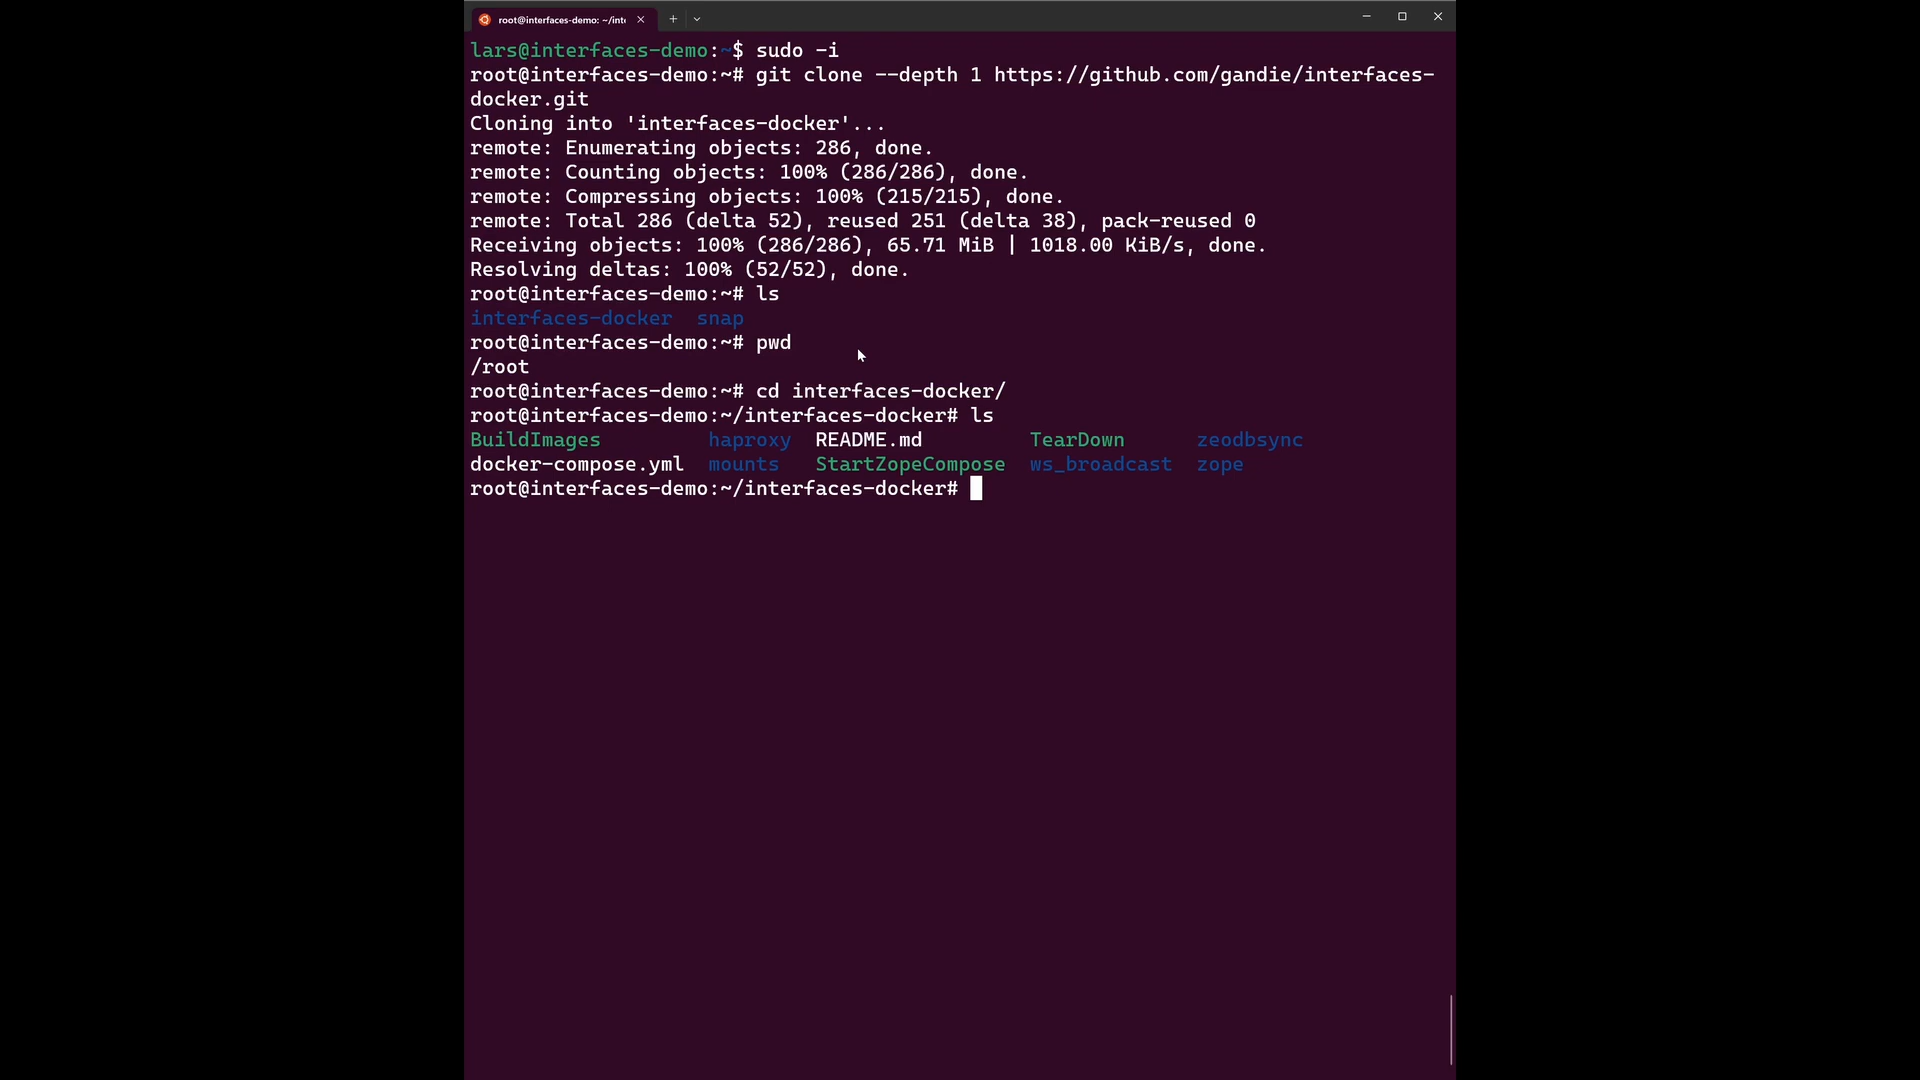 root@interfaces-demo: ~/inte
lars@interfaces-demo:~$ sudo -i
root@interfaces-demo:~# git clone --depth 1 https://github.com/gandie/interfaces-
docker.git
Cloning into 'interfaces-docker'...
remote: Enumerating objects: 286, done.
remote: Counting objects: 100% (286/286), done.
remote: Compressing objects: 100% (215/215), done.
remote: Total 286 (delta 52), reused 251 (delta 38), pack-reused 0
Receiving objects: 100% (286/286), 65.71 MiB | 1018.00 KiB/s, done.
Resolving deltas: 100% (52/52), done.
root@interfaces-demo:~# ls
interfaces-docker  snap
root@interfaces-demo:~# pwd
/root
root@interfaces-demo:~# cd interfaces-docker/
root@interfaces-demo:~/interfaces-docker# ls
BuildImages         haproxy  README.md         TearDown      zeodbsync
docker-compose.yml  mounts   StartZopeCompose  ws_broadcast  zope
root@interfaces-demo:~/interfaces-docker#